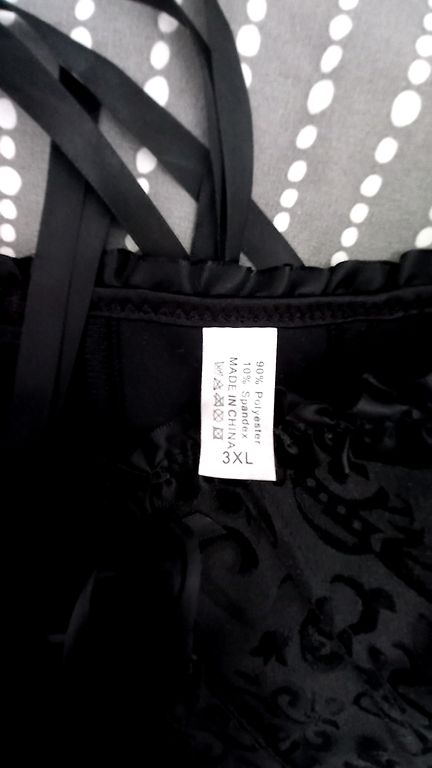 90% Polyester
10% Spandex
MADE IN CHINA
3XL